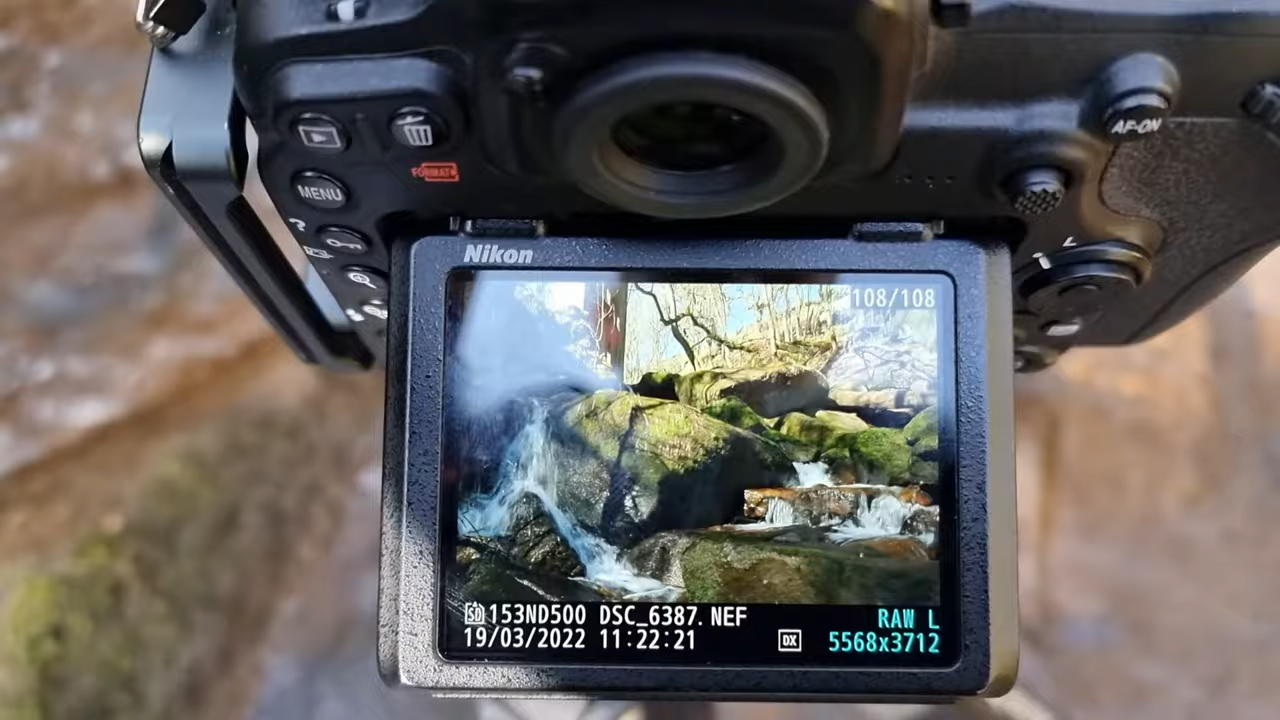 MENU
FORMAT
AF-ON
L
Nikon
108/108
SD 153ND500 DSC_6387.NEF RAW L
19/03/2022 11:22:21 DX 5568x3712